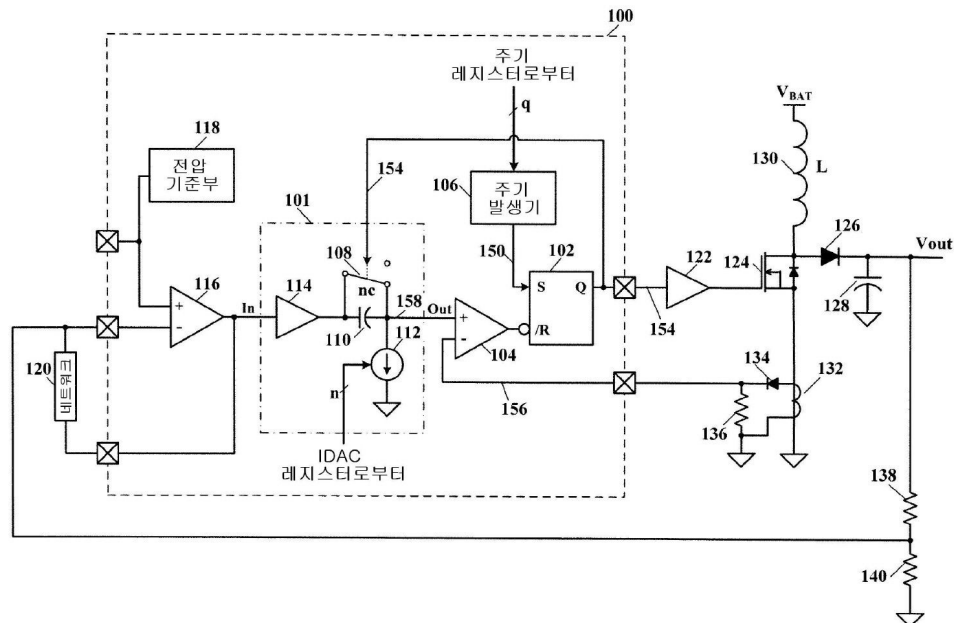 100
주기
레지스터로부터
q
V_BAT
118
전압
기준부
154
106
주기
발생기
130
L
101
150
126
108
102
122
Vout
124
116
114
nc
158
S
Q
128
+
-
In
Out
+
-
/R
154
110
112
104
134
132
120
네트워크
n
156
136
IDAC
레지스터로부터
138
140